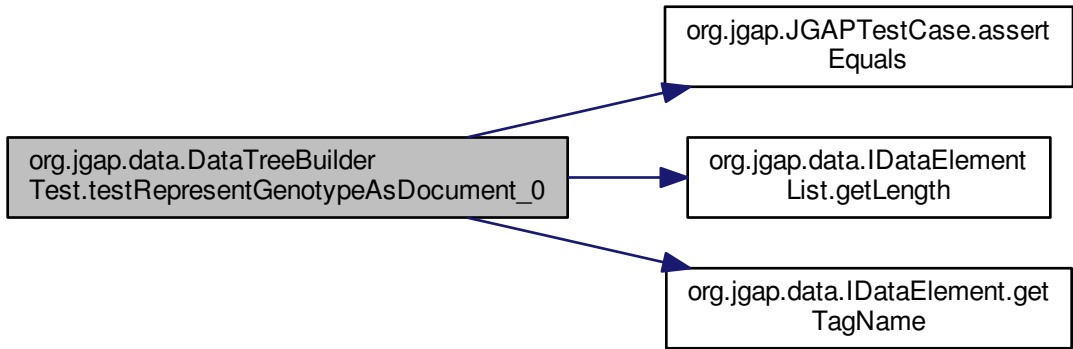 org.jgap.JGAPTestCase.assert
Equals
org.jgap.data.DataTreeBuilder
Test.testRepresentGenotypeAsDocument_0
org.jgap.data.IDataElement
List.getLength
org.jgap.data.IDataElement.get
TagName